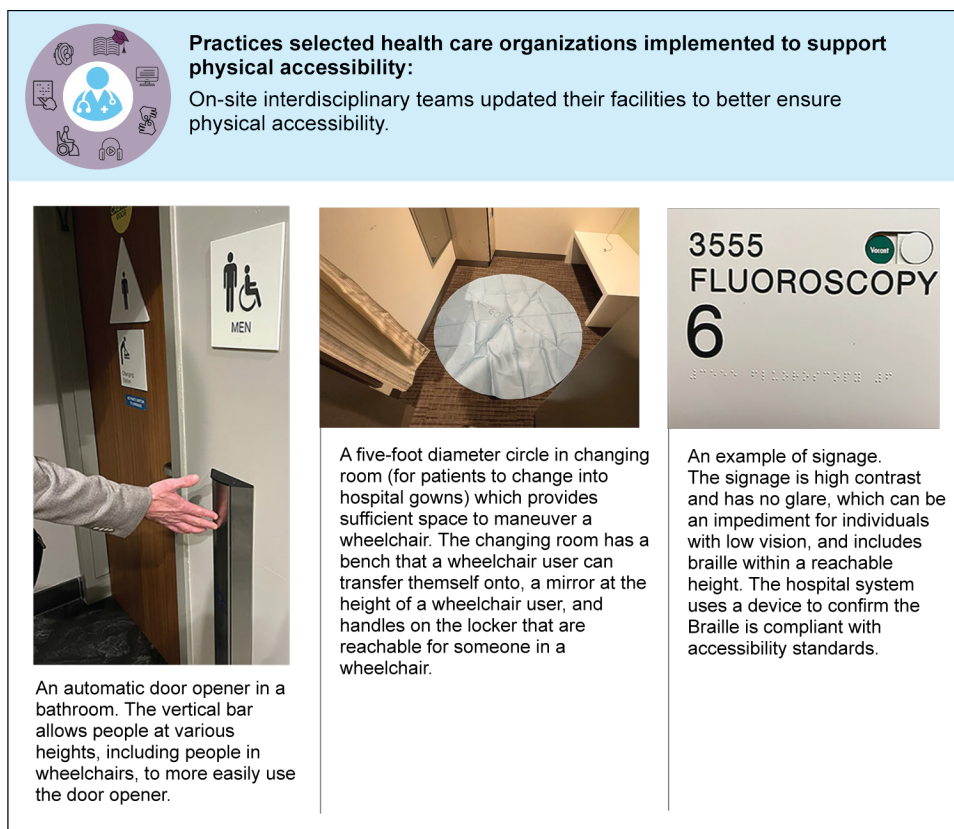 Practices selected health care organizations implemented to support
physical accessibility:
On-site interdisciplinary teams updated their facilities to better ensure
physical accessibility.
MEN
Changing
Station
3555
Vacant
FLUOROSCOPY
6
An automatic door opener in a
bathroom. The vertical bar
allows people at various
heights, including people in
wheelchairs, to more easily use
the door opener.
A five-foot diameter circle in changing
room (for patients to change into
hospital gowns) which provides
sufficient space to maneuver a
wheelchair. The changing room has a
bench that a wheelchair user can
transfer themself onto, a mirror at the
height of a wheelchair user, and
handles on the locker that are
reachable for someone in a
wheelchair.
An example of signage.
The signage is high contrast
and has no glare, which can be
an impediment for individuals
with low vision, and includes
braille within a reachable
height. The hospital system
uses a device to confirm the
Braille is compliant with
accessibility standards.